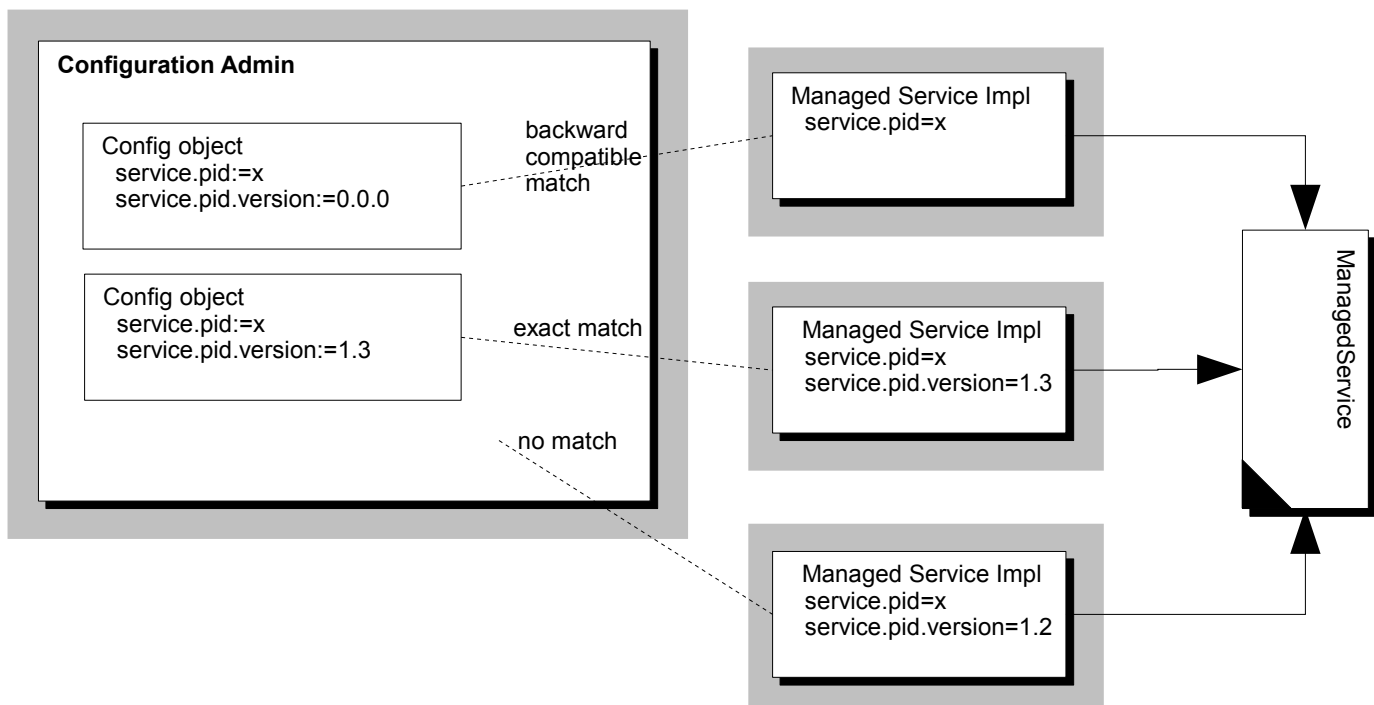 Configuration Admin
Config object
service.pid:=x
service.pid.version:=0.0.0
Config object
service.pid:=x
service.pid.version:=1.3
backward
compatible
match
exact match
no match
Managed Service Impl
service.pid=x
Managed Service Impl
service.pid=x
service.pid.version=1.3
Managed Service Impl
service.pid=x
service.pid.version=1.2
ManagedService